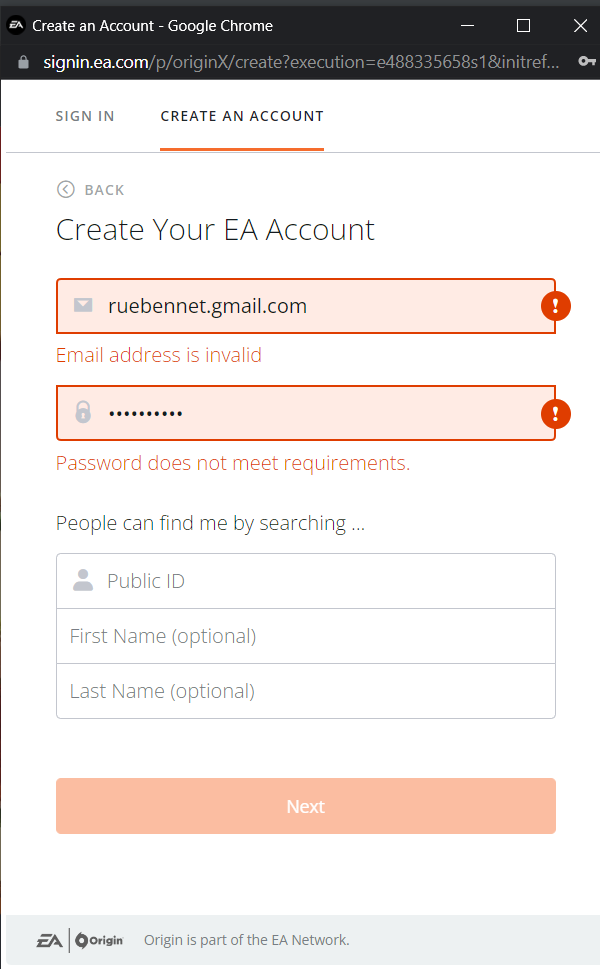 EA Create an Account - Google Chrome
signin.ea.com/p/originX/create?execution=e488335658s1&initref...
SIGN IN CREATE AN ACCOUNT
BACK
Create Your EA Account
ruebennet.gmail.com
!
Email address is invalid
••••••••••
!
Password does not meet requirements.
People can find me by searching ...
Public ID
First Name (optional)
Last Name (optional)
Next
EA Origin Origin is part of the EA Network.